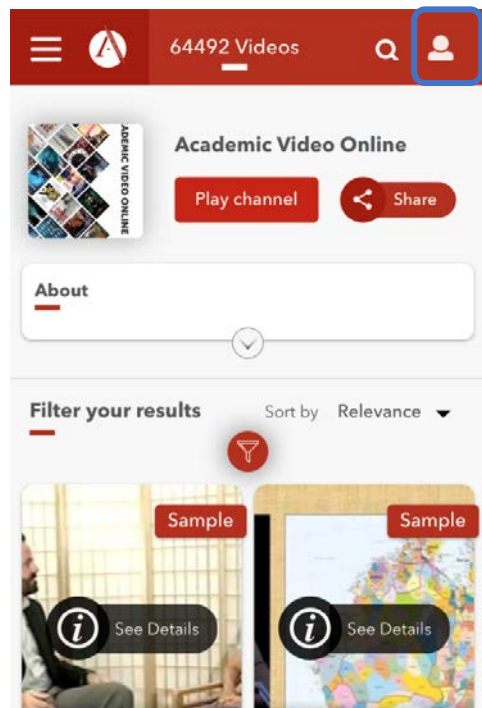 64492 Videos
ADEMIC VIDEO ONLINE
Academic Video Online
Play channel
Share
About
Filter your results
Sort by Relevance
Sample
Sample
i See Details
i See Details